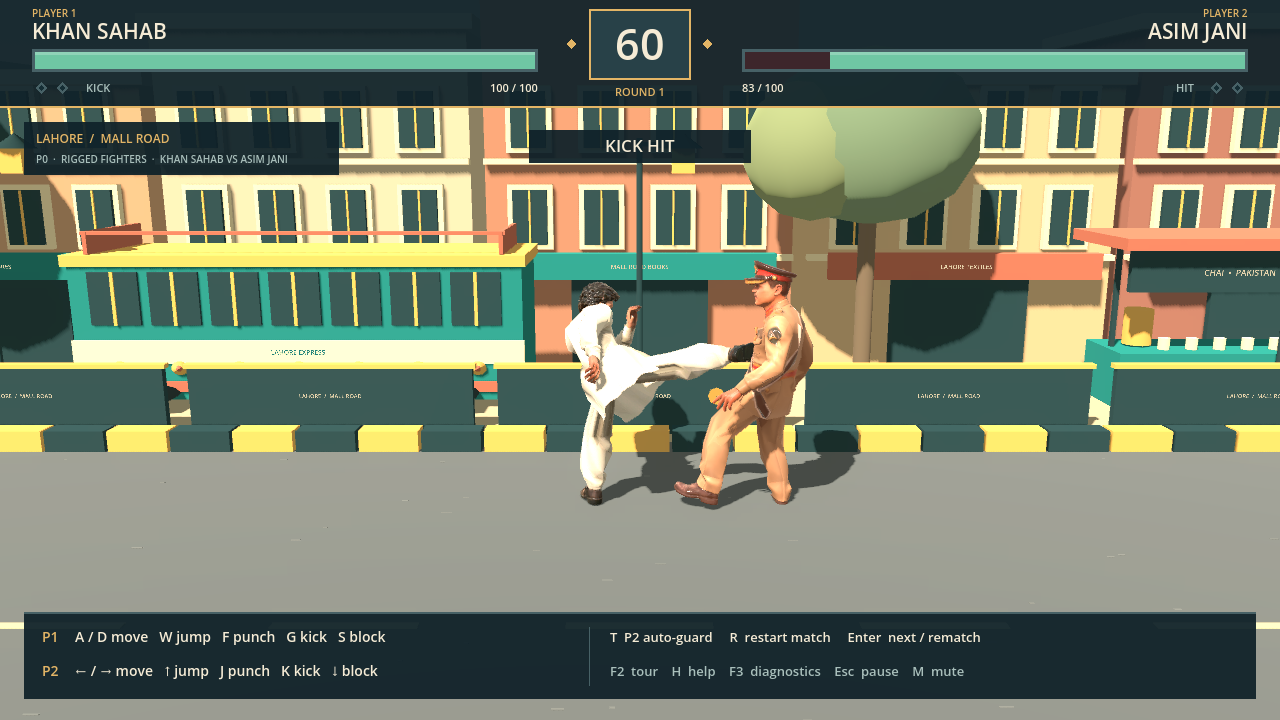 PLAYER 1
KHAN SAHAB
KICK
100 / 100
60
ROUND 1
PLAYER 2
ASIM JANI
83 / 100
HIT
LAHORE / MALL ROAD
P0 · RIGGED FIGHTERS · KHAN SAHAB VS ASIM JANI
KICK HIT
MALL ROAD BOOKS
LAHORE TEXTILES
CHAI • PAKISTAN
LAHORE EXPRESS
LAHORE / MALL ROAD
ROAD
LAHORE / MALL ROAD
P1 A / D move W jump F punch G kick S block
P2 ← / → move ↑ jump J punch K kick ↓ block
T P2 auto-guard R restart match Enter next / rematch
F2 tour H help F3 diagnostics Esc pause M mute